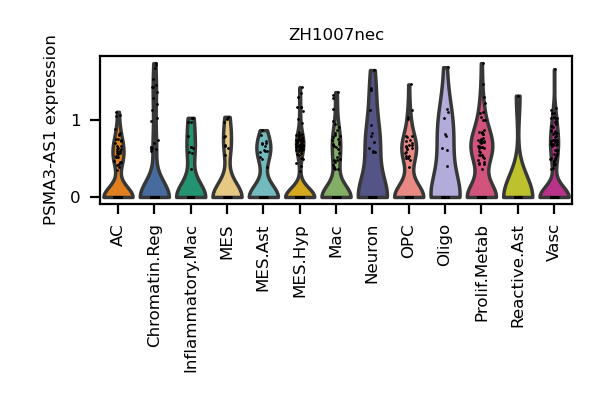 ZH1007nec
PSMA3-AS1 expression
1
0
AC
Chromatin.Reg
Inflammatory.Mac
MES
MES.Ast
MES.Hyp
Mac
Neuron
OPC
Oligo
Prolif.Metab
Reactive.Ast
Vasc